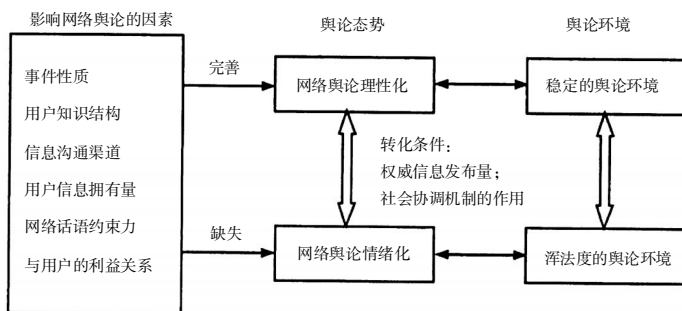 影响网络舆论的因素
舆论态势
舆论环境
事件性质
用户知识结构
信息沟通渠道
用户信息拥有量
网络话语约束力
与用户的利益关系
完善
缺失
网络舆论理性化
稳定的舆论环境
转化条件：
权威信息发布量；
社会协调机制的作用
网络舆论情绪化
浑法度的舆论环境